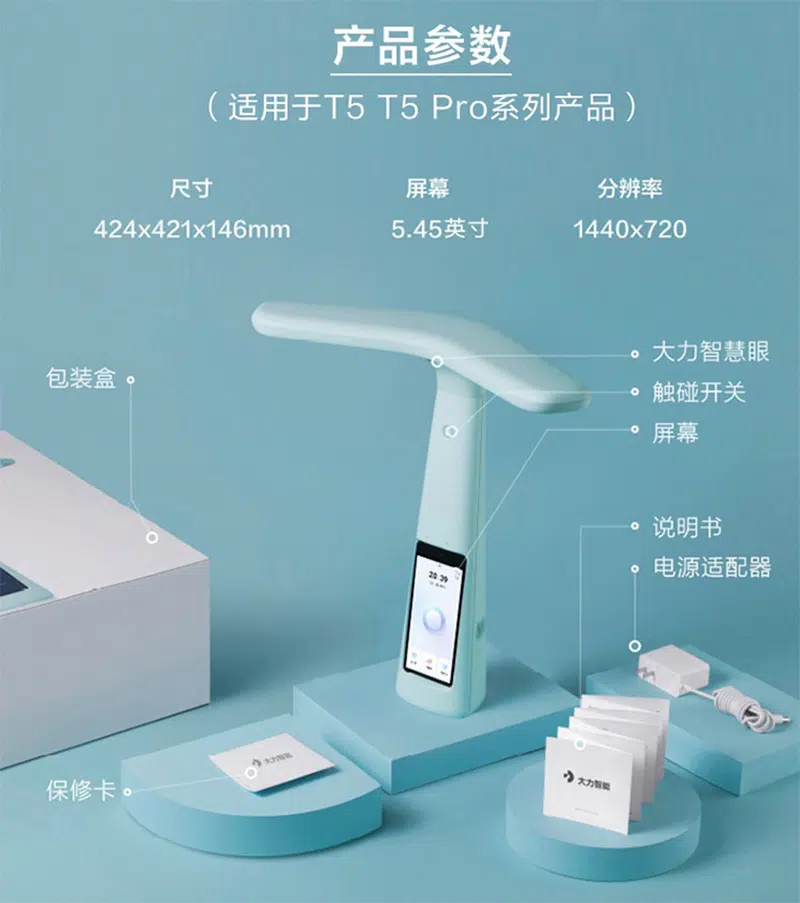 产品参数
（适用于T5 T5 Pro系列产品）
尺寸 屏幕 分辨率
424x421x146mm 5.45英寸 1440x720
大力智慧眼
包装盒
触碰开关
屏幕
说明书
电源适配器
20:39
大力智能
大力智能
保修卡